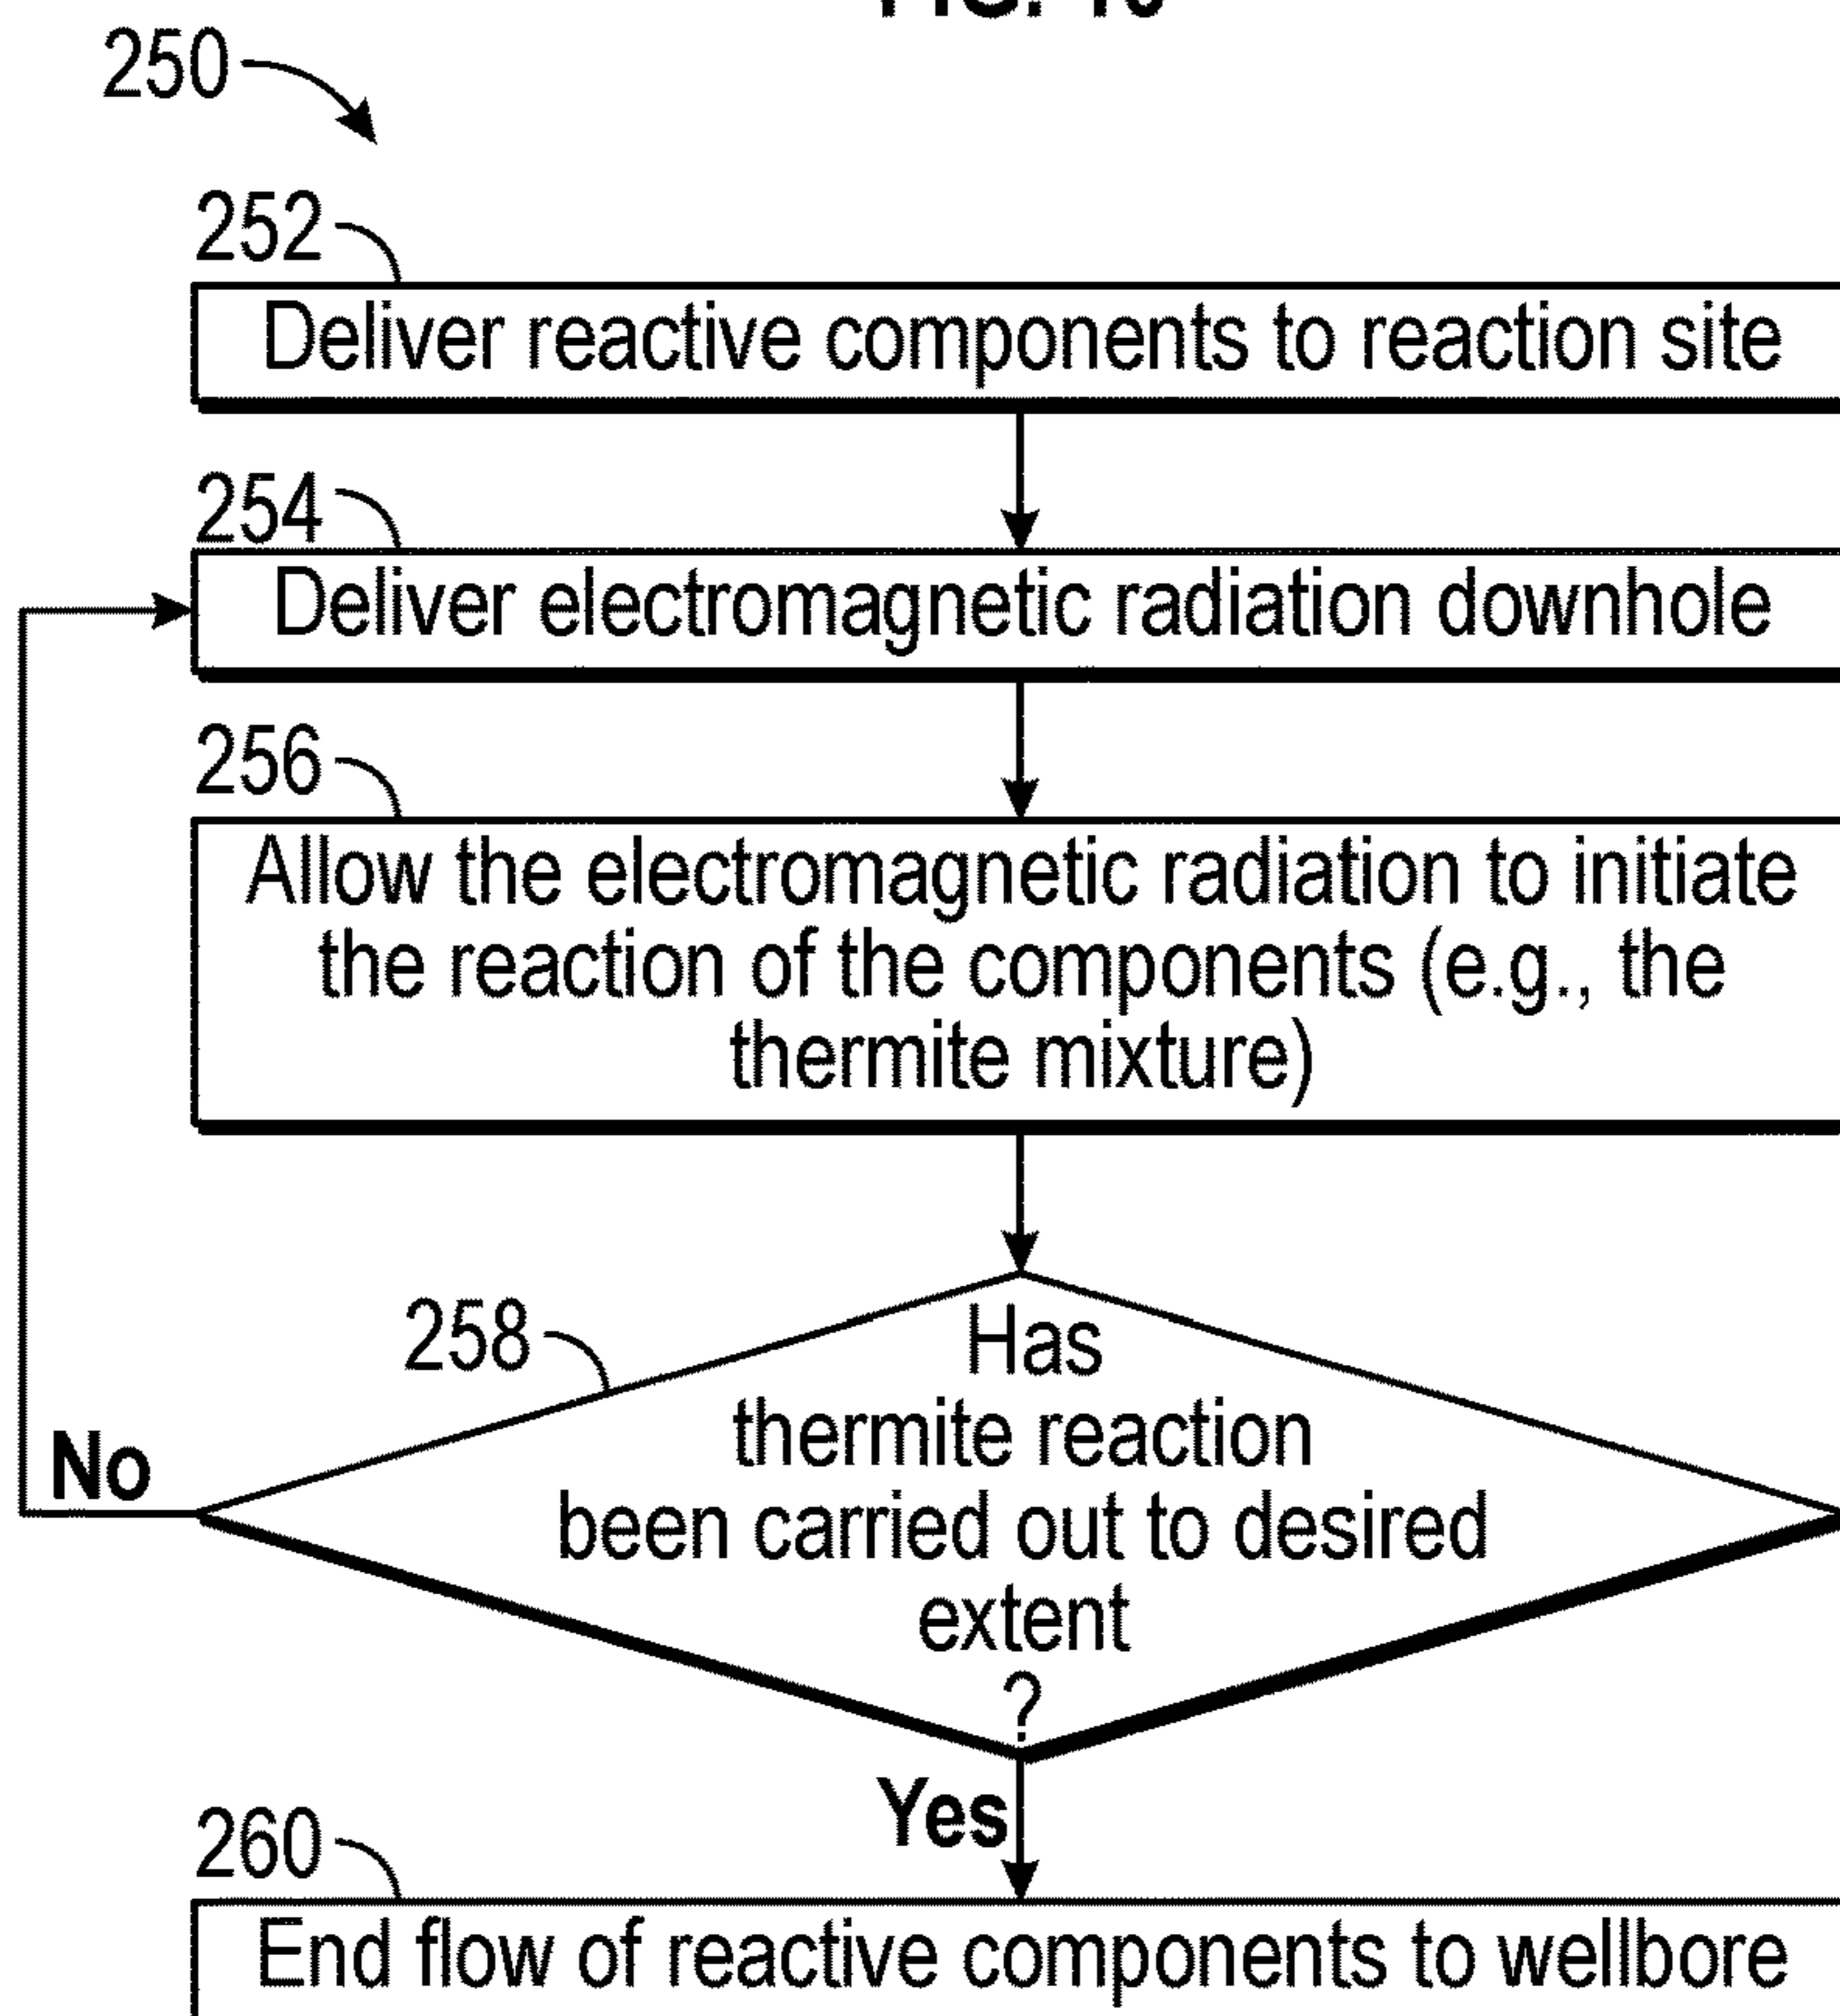 250
252
Deliver reactive components to reaction site
254
Deliver electromagnetic radiation downhole
256
Allow the electromagnetic radiation to initiate
the reaction of the components (e.g., the
thermite mixture)
258
Has
thermite reaction
been carried out to desired
extent
?
No
Yes
260
End flow of reactive components to wellbore